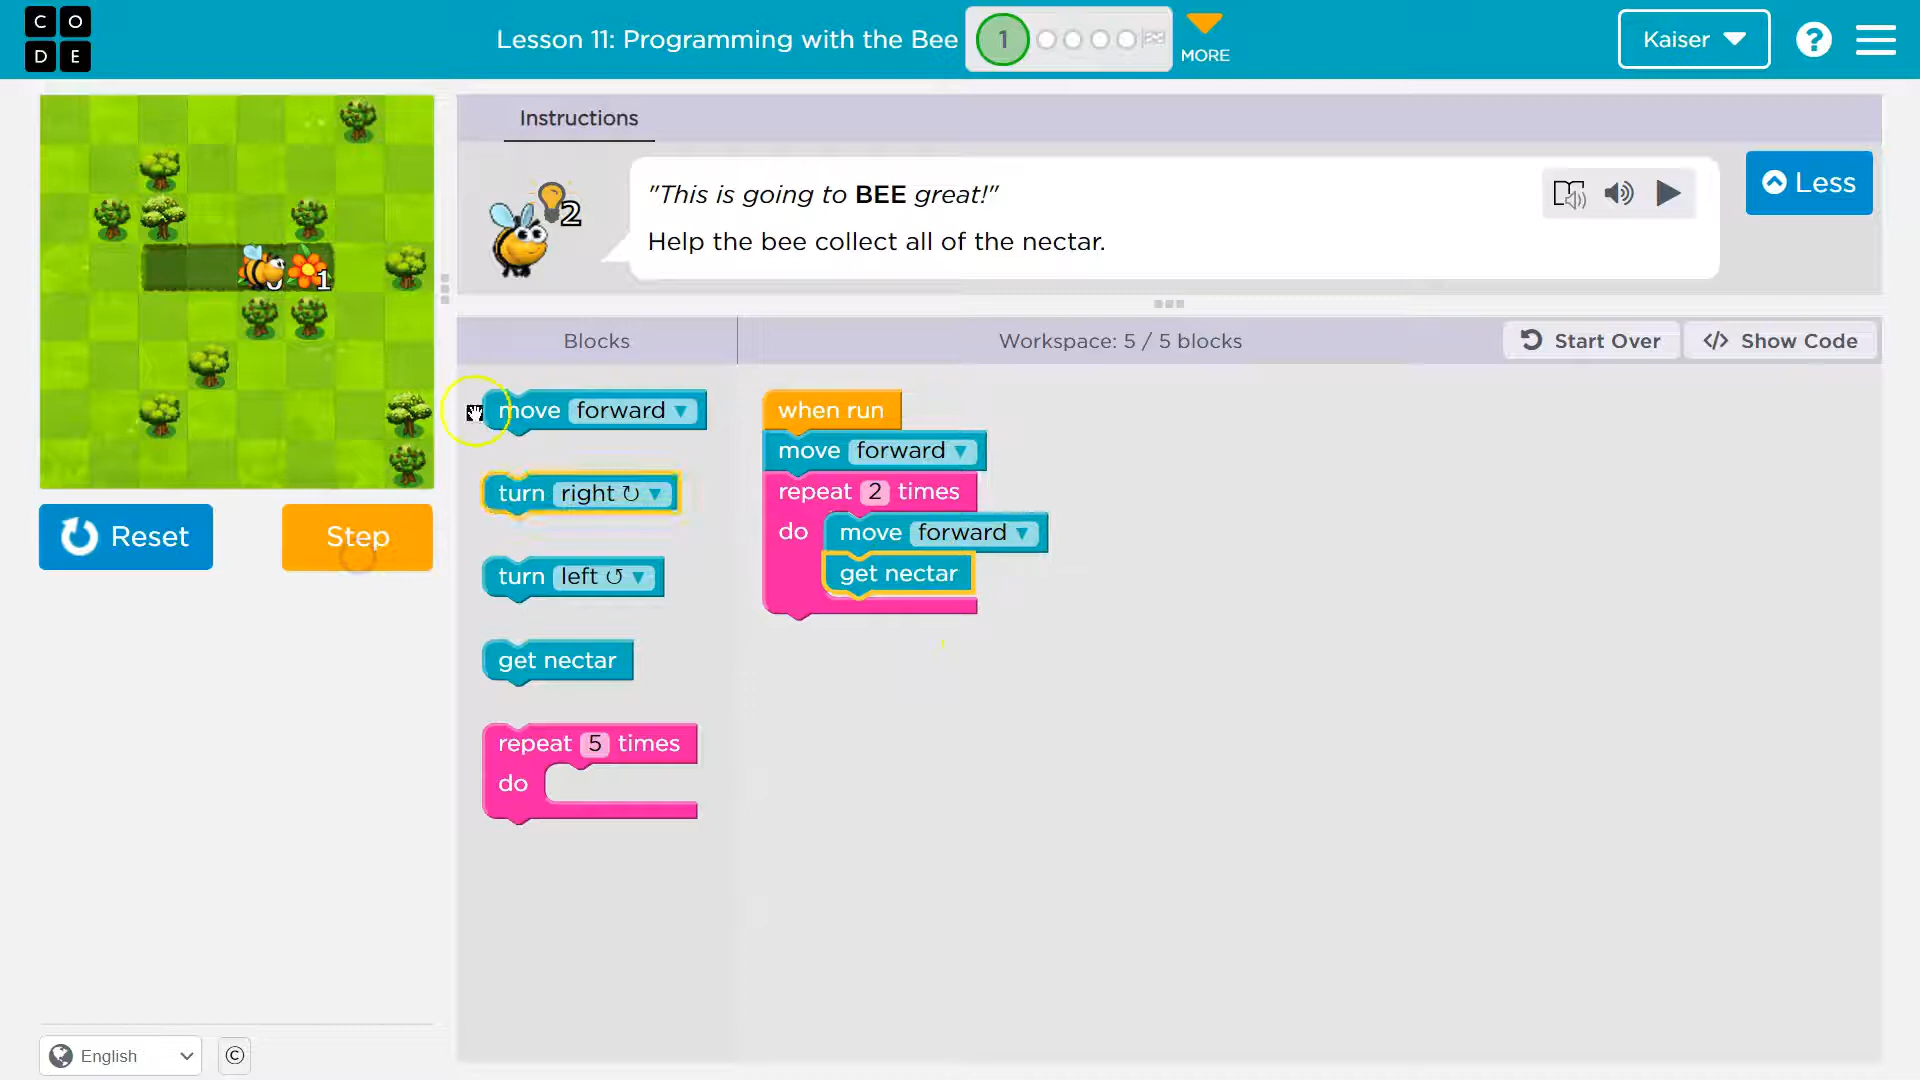 C O
D E
Lesson 11: Programming with the Bee
1
MORE
Kaiser
?
Instructions
2
"This is going to BEE great!"
Help the bee collect all of the nectar.
Less
0
1
Blocks
Workspace: 5 / 5 blocks
Start Over
</> Show Code
move forward
turn right ↻
turn left ↺
get nectar
repeat 5 times
do
when run
move forward
repeat 2 times
do move forward
get nectar
Reset
Step
English
©